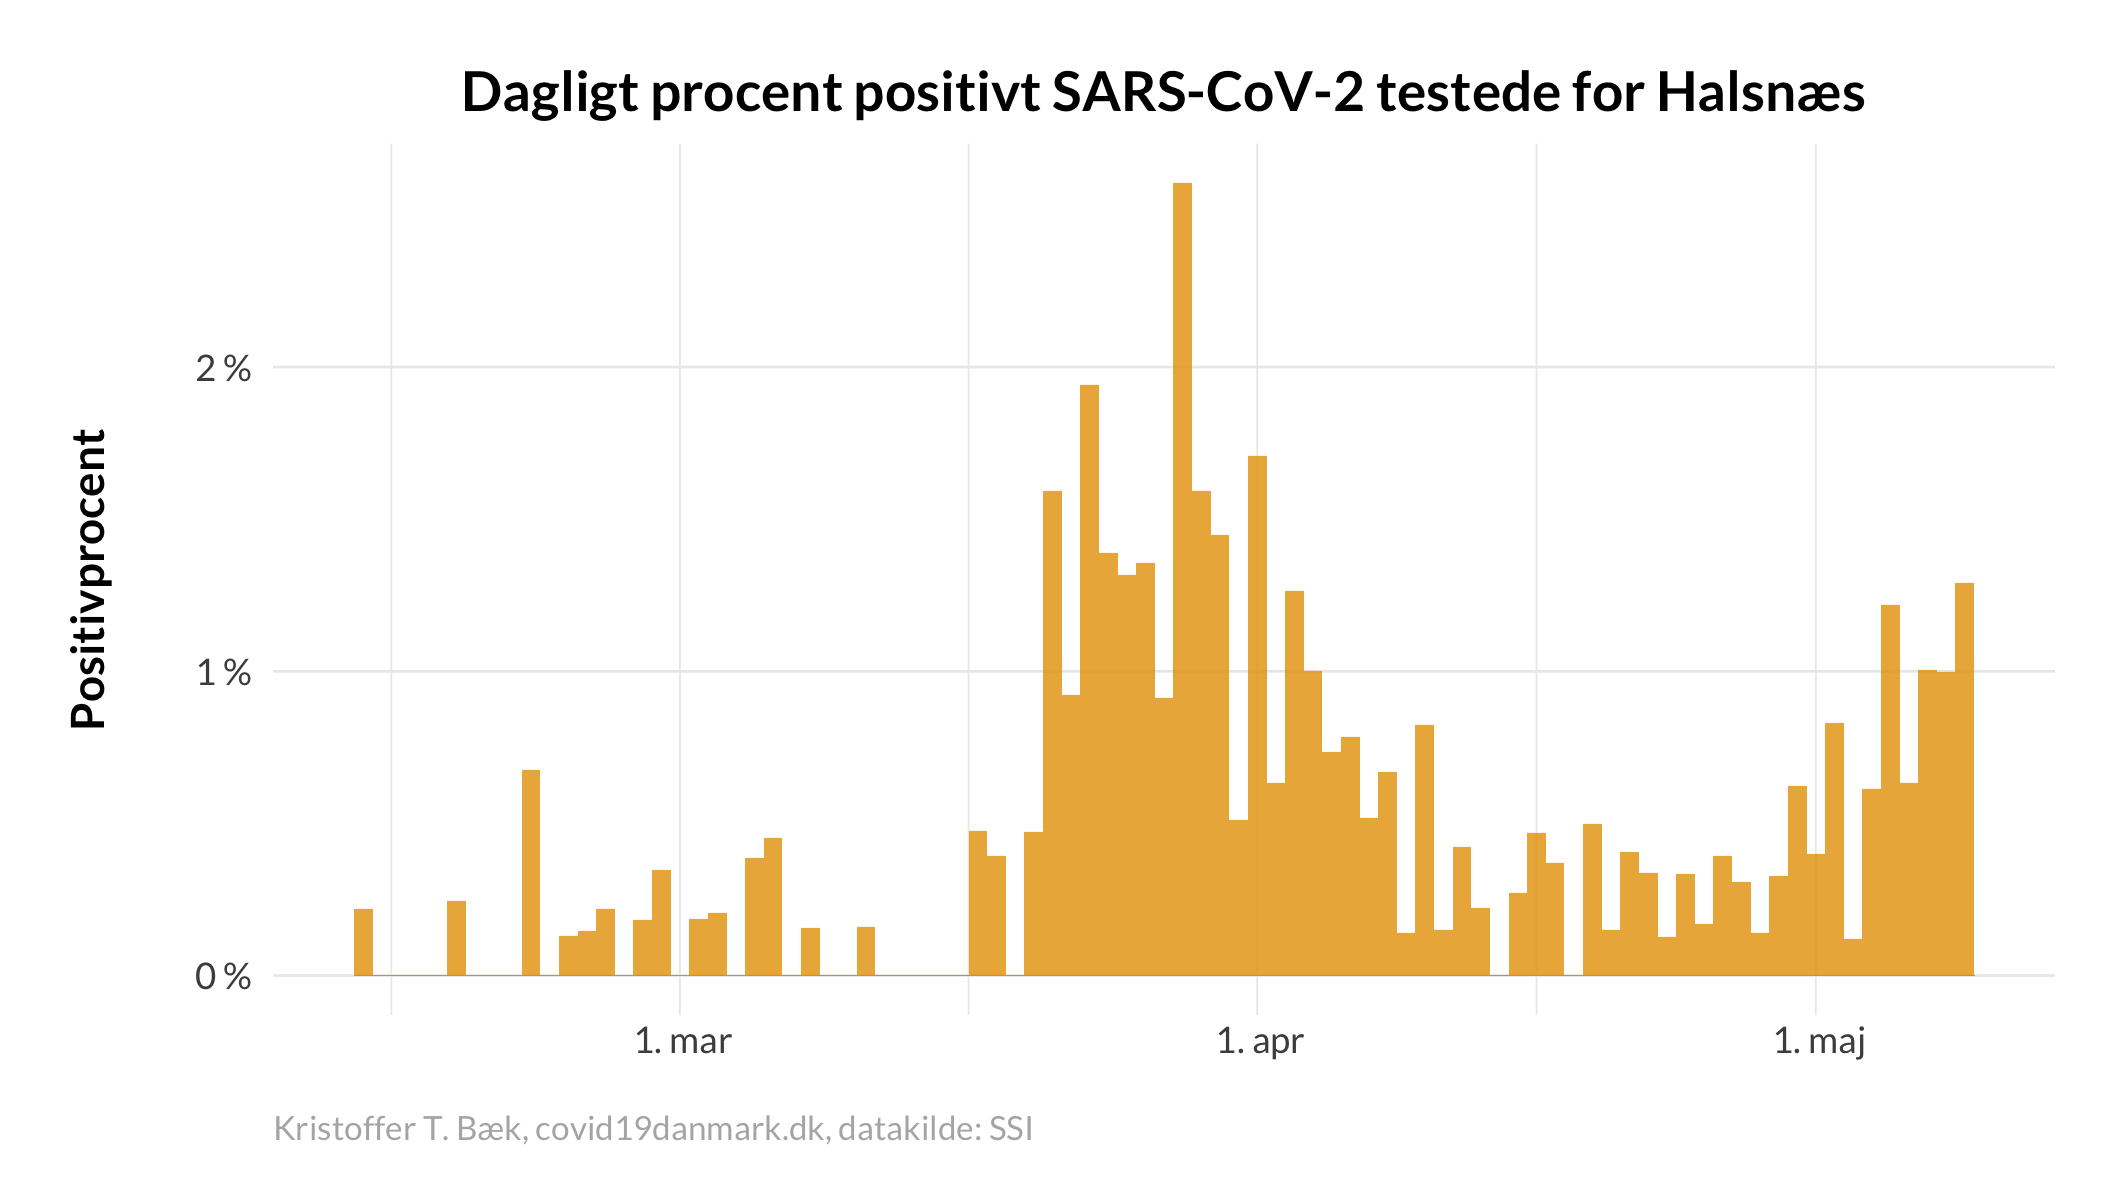 Dagligt procent positivt SARS-CoV-2 testede for Halsnæs
Positivprocent
2 %
1 %
0 %
1. mar
1. apr
1. maj
Kristoffer T. Bæk, covid19danmark.dk, datakilde: SSI